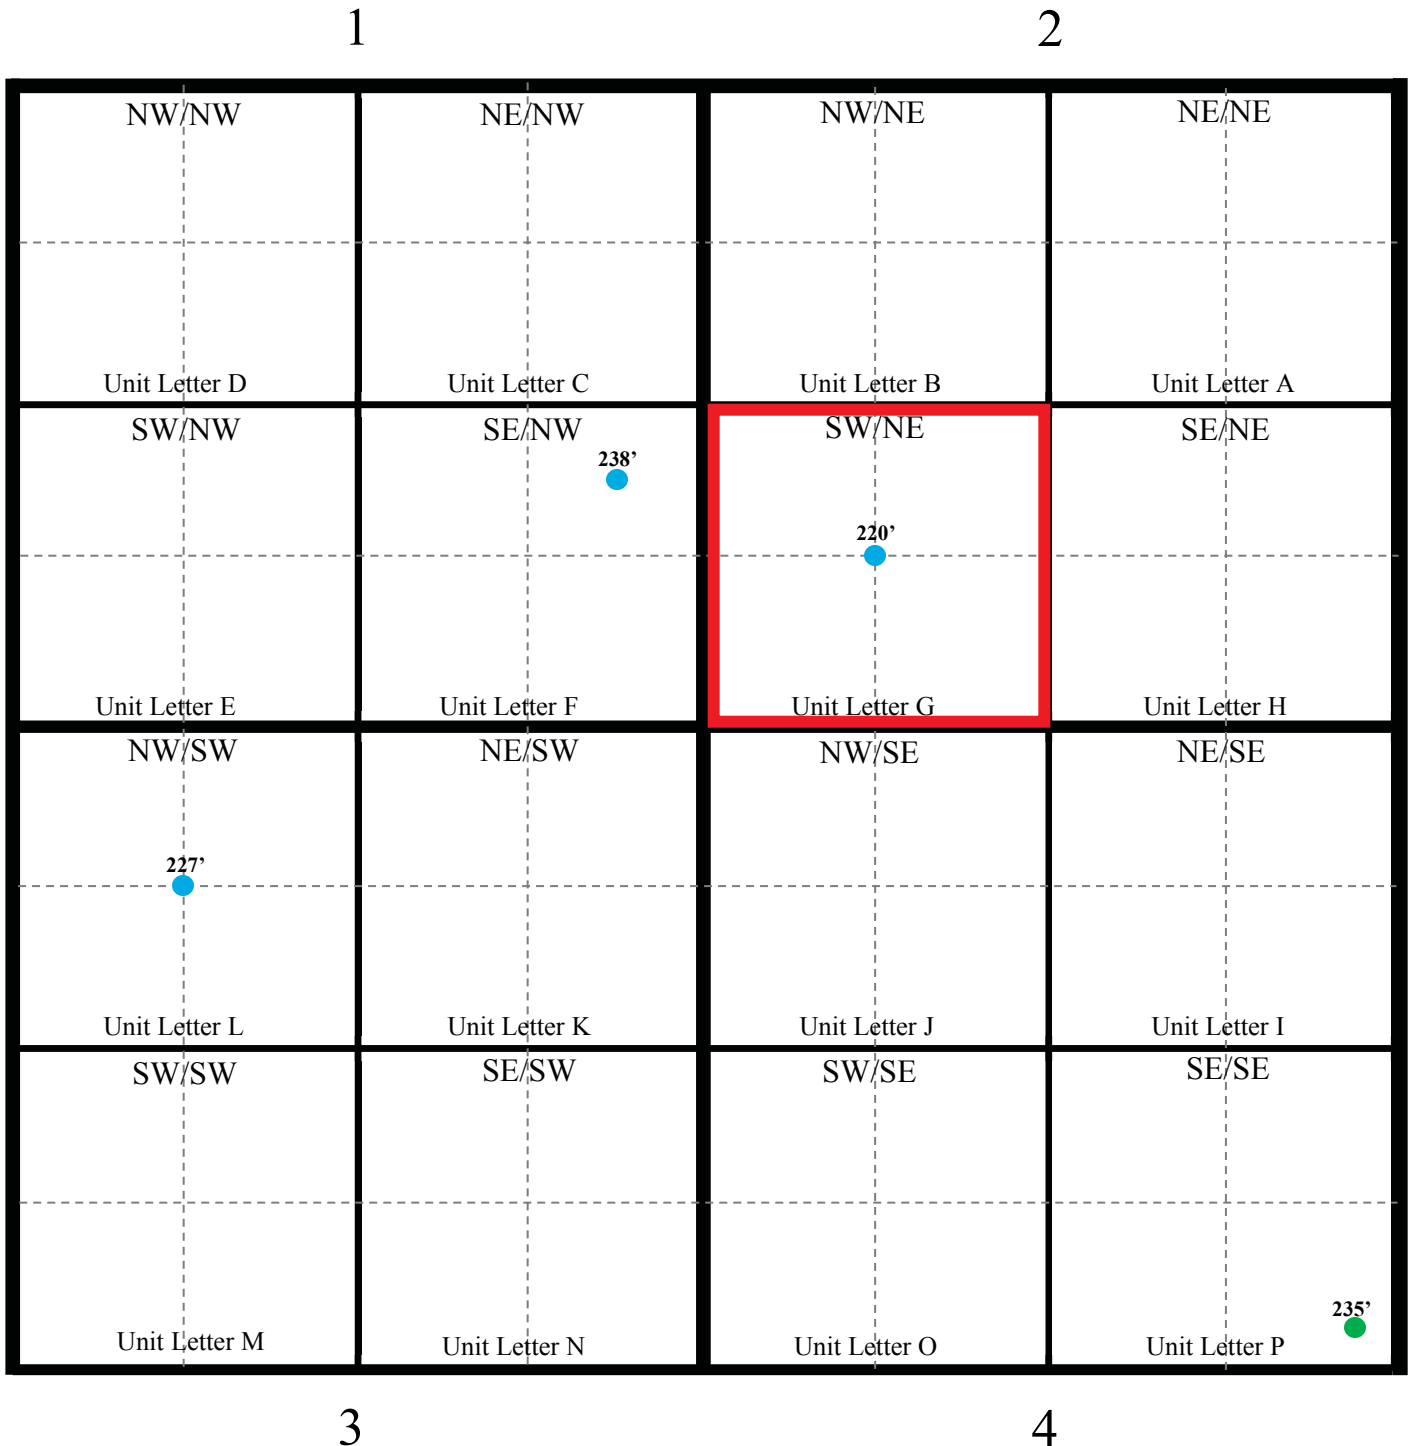 1
2
NW/NW
NE/NW
NW/NE
NE/NE
Unit Letter D
Unit Letter C
Unit Letter B
Unit Letter A
SW/NW
SE/NW
SW/NE
SE/NE
238’
220’
Unit Letter E
Unit Letter F
Unit Letter G
Unit Letter H
NW/SW
NE/SW
NW/SE
NE/SE
227’
Unit Letter L
Unit Letter K
Unit Letter J
Unit Letter I
SW/SW
SE/SW
SW/SE
SE/SE
235’
Unit Letter M
Unit Letter N
Unit Letter O
Unit Letter P
3
4